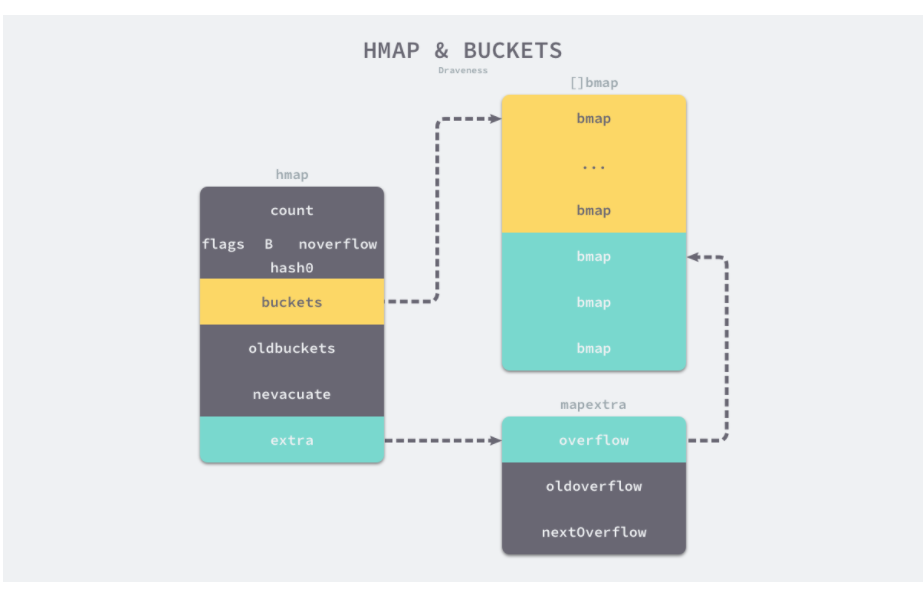 HMAP & BUCKETS
Draveness
[]bmap
bmap
...
bmap
bmap
bmap
bmap
hmap
count
flags B noverflow
hash0
buckets
oldbuckets
nevacuate
extra
mapextra
overflow
oldoverflow
nextOverflow